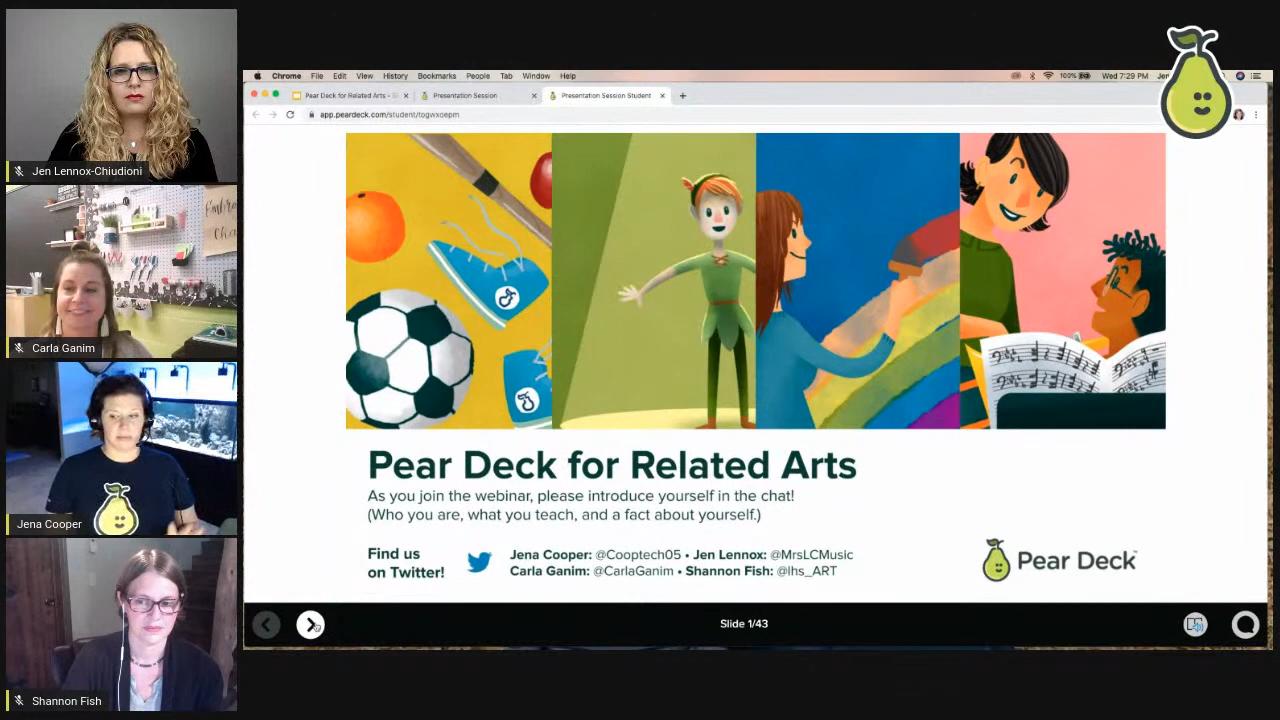 Jen Lennox-Chiudioni
Carla Ganim
Jena Cooper
Shannon Fish
Chrome File Edit View History Bookmarks People Tab Window Help
100%
Wed 7:29 PM
Pear Deck for Related Arts
Presentation Session
Presentation Session Student
app.peardeck.com/student/togwxoepm
Pear Deck for Related Arts
As you join the webinar, please introduce yourself in the chat!
(Who you are, what you teach, and a fact about yourself.)
Find us
on Twitter!
Jena Cooper: @Cooptech05 • Jen Lennox: @MrsLCMusic
Carla Ganim: @CarlaGanim • Shannon Fish: @lhs_ART
Pear Deck™
Slide 1/43